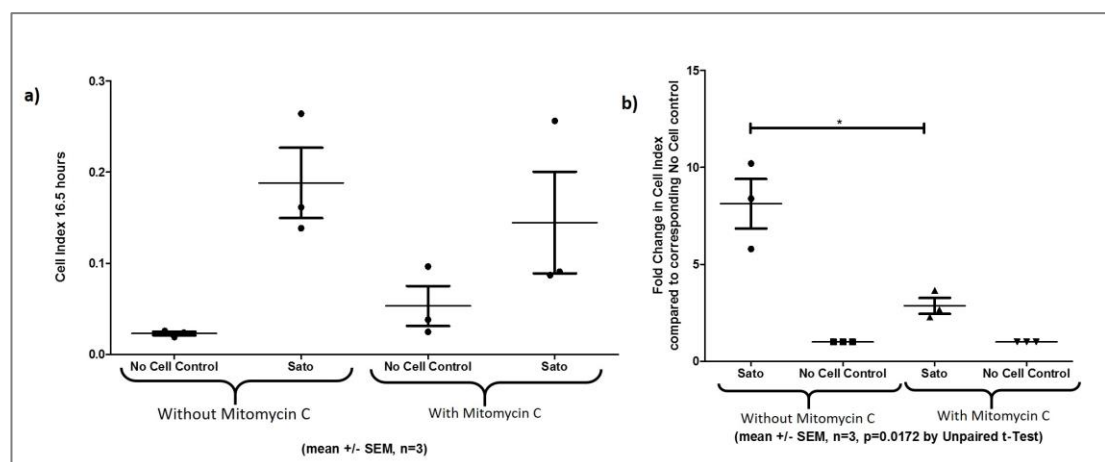 a)
Cell Index 16.5 hours
0.3
0.2
0.1
0.0
No Cell Control
Sato
No Cell Control
Sato
Without Mitomycin C
With Mitomycin C
(mean +/- SEM, n=3)
b)
Fold Change in Cell Index
compared to corresponding No Cell control
15
10
5
0
*
Sato
No Cell Control
Sato
No Cell Control
Without Mitomycin C
With Mitomycin C
(mean +/- SEM, n=3, p=0.0172 by Unpaired t-Test)